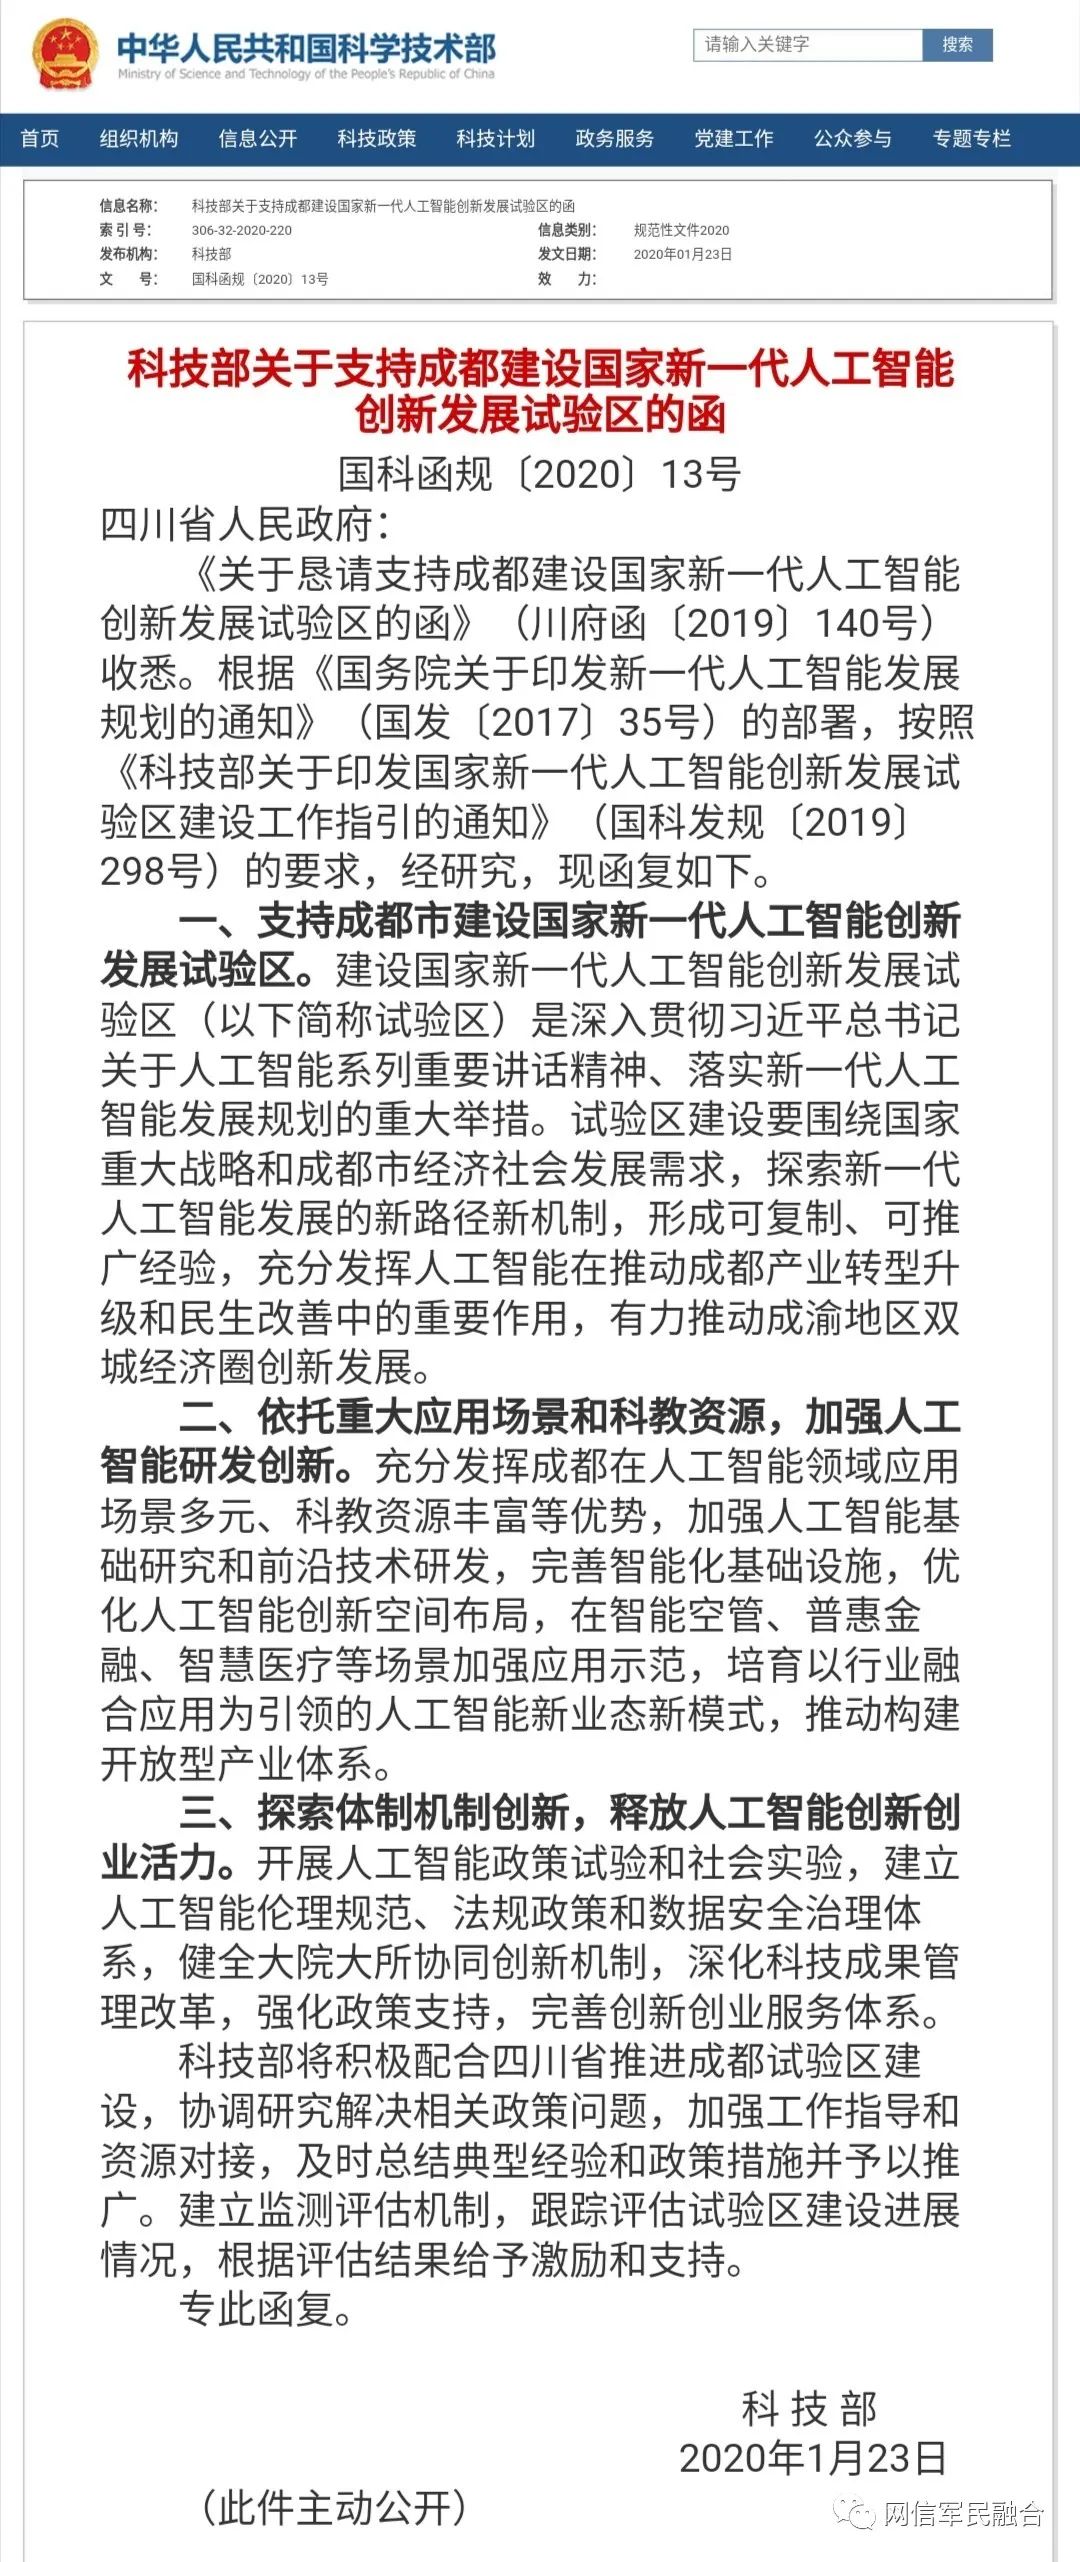 中华人民共和国科学技术部
Ministry of Science and Technology of the People's Republic of China
请输入关键字 搜索
首页 组织机构 信息公开 科技政策 科技计划 政务服务 党建工作 公众参与 专题专栏
信息名称： 科技部关于支持成都建设国家新一代人工智能创新发展试验区的函
索 引 号： 306-32-2020-220 信息类别： 规范性文件2020
发布机构： 科技部 发文日期： 2020年01月23日
文 号： 国科函规〔2020〕13号 效 力：
科技部关于支持成都建设国家新一代人工智能
创新发展试验区的函
国科函规〔2020〕13号
四川省人民政府：
《关于恳请支持成都建设国家新一代人工智能
创新发展试验区的函》（川府函〔2019〕140号）
收悉。根据《国务院关于印发新一代人工智能发展
规划的通知》（国发〔2017〕35号）的部署，按照
《科技部关于印发国家新一代人工智能创新发展试
验区建设工作指引的通知》（国科发规〔2019〕
298号）的要求，经研究，现函复如下。
一、支持成都市建设国家新一代人工智能创新
发展试验区。建设国家新一代人工智能创新发展试
验区（以下简称试验区）是深入贯彻习近平总书记
关于人工智能系列重要讲话精神、落实新一代人工
智能发展规划的重大举措。试验区建设要围绕国家
重大战略和成都市经济社会发展需求，探索新一代
人工智能发展的新路径新机制，形成可复制、可推
广经验，充分发挥人工智能在推动成都产业转型升
级和民生改善中的重要作用，有力推动成渝地区双
城经济圈创新发展。
二、依托重大应用场景和科教资源，加强人工
智能研发创新。充分发挥成都在人工智能领域应用
场景多元、科教资源丰富等优势，加强人工智能基
础研究和前沿技术研发，完善智能化基础设施，优
化人工智能创新空间布局，在智能空管、普惠金
融、智慧医疗等场景加强应用示范，培育以行业融
合应用为引领的人工智能新业态新模式，推动构建
开放型产业体系。
三、探索体制机制创新，释放人工智能创新创
业活力。开展人工智能政策试验和社会实验，建立
人工智能伦理规范、法规政策和数据安全治理体
系，健全大院大所协同创新机制，深化科技成果管
理改革，强化政策支持，完善创新创业服务体系。
科技部将积极配合四川省推进成都试验区建
设，协调研究解决相关政策问题，加强工作指导和
资源对接，及时总结典型经验和政策措施并予以推
广。建立监测评估机制，跟踪评估试验区建设进展
情况，根据评估结果给予激励和支持。
专此函复。
科 技 部
2020年1月23日
（此件主动公开）
网信军民融合